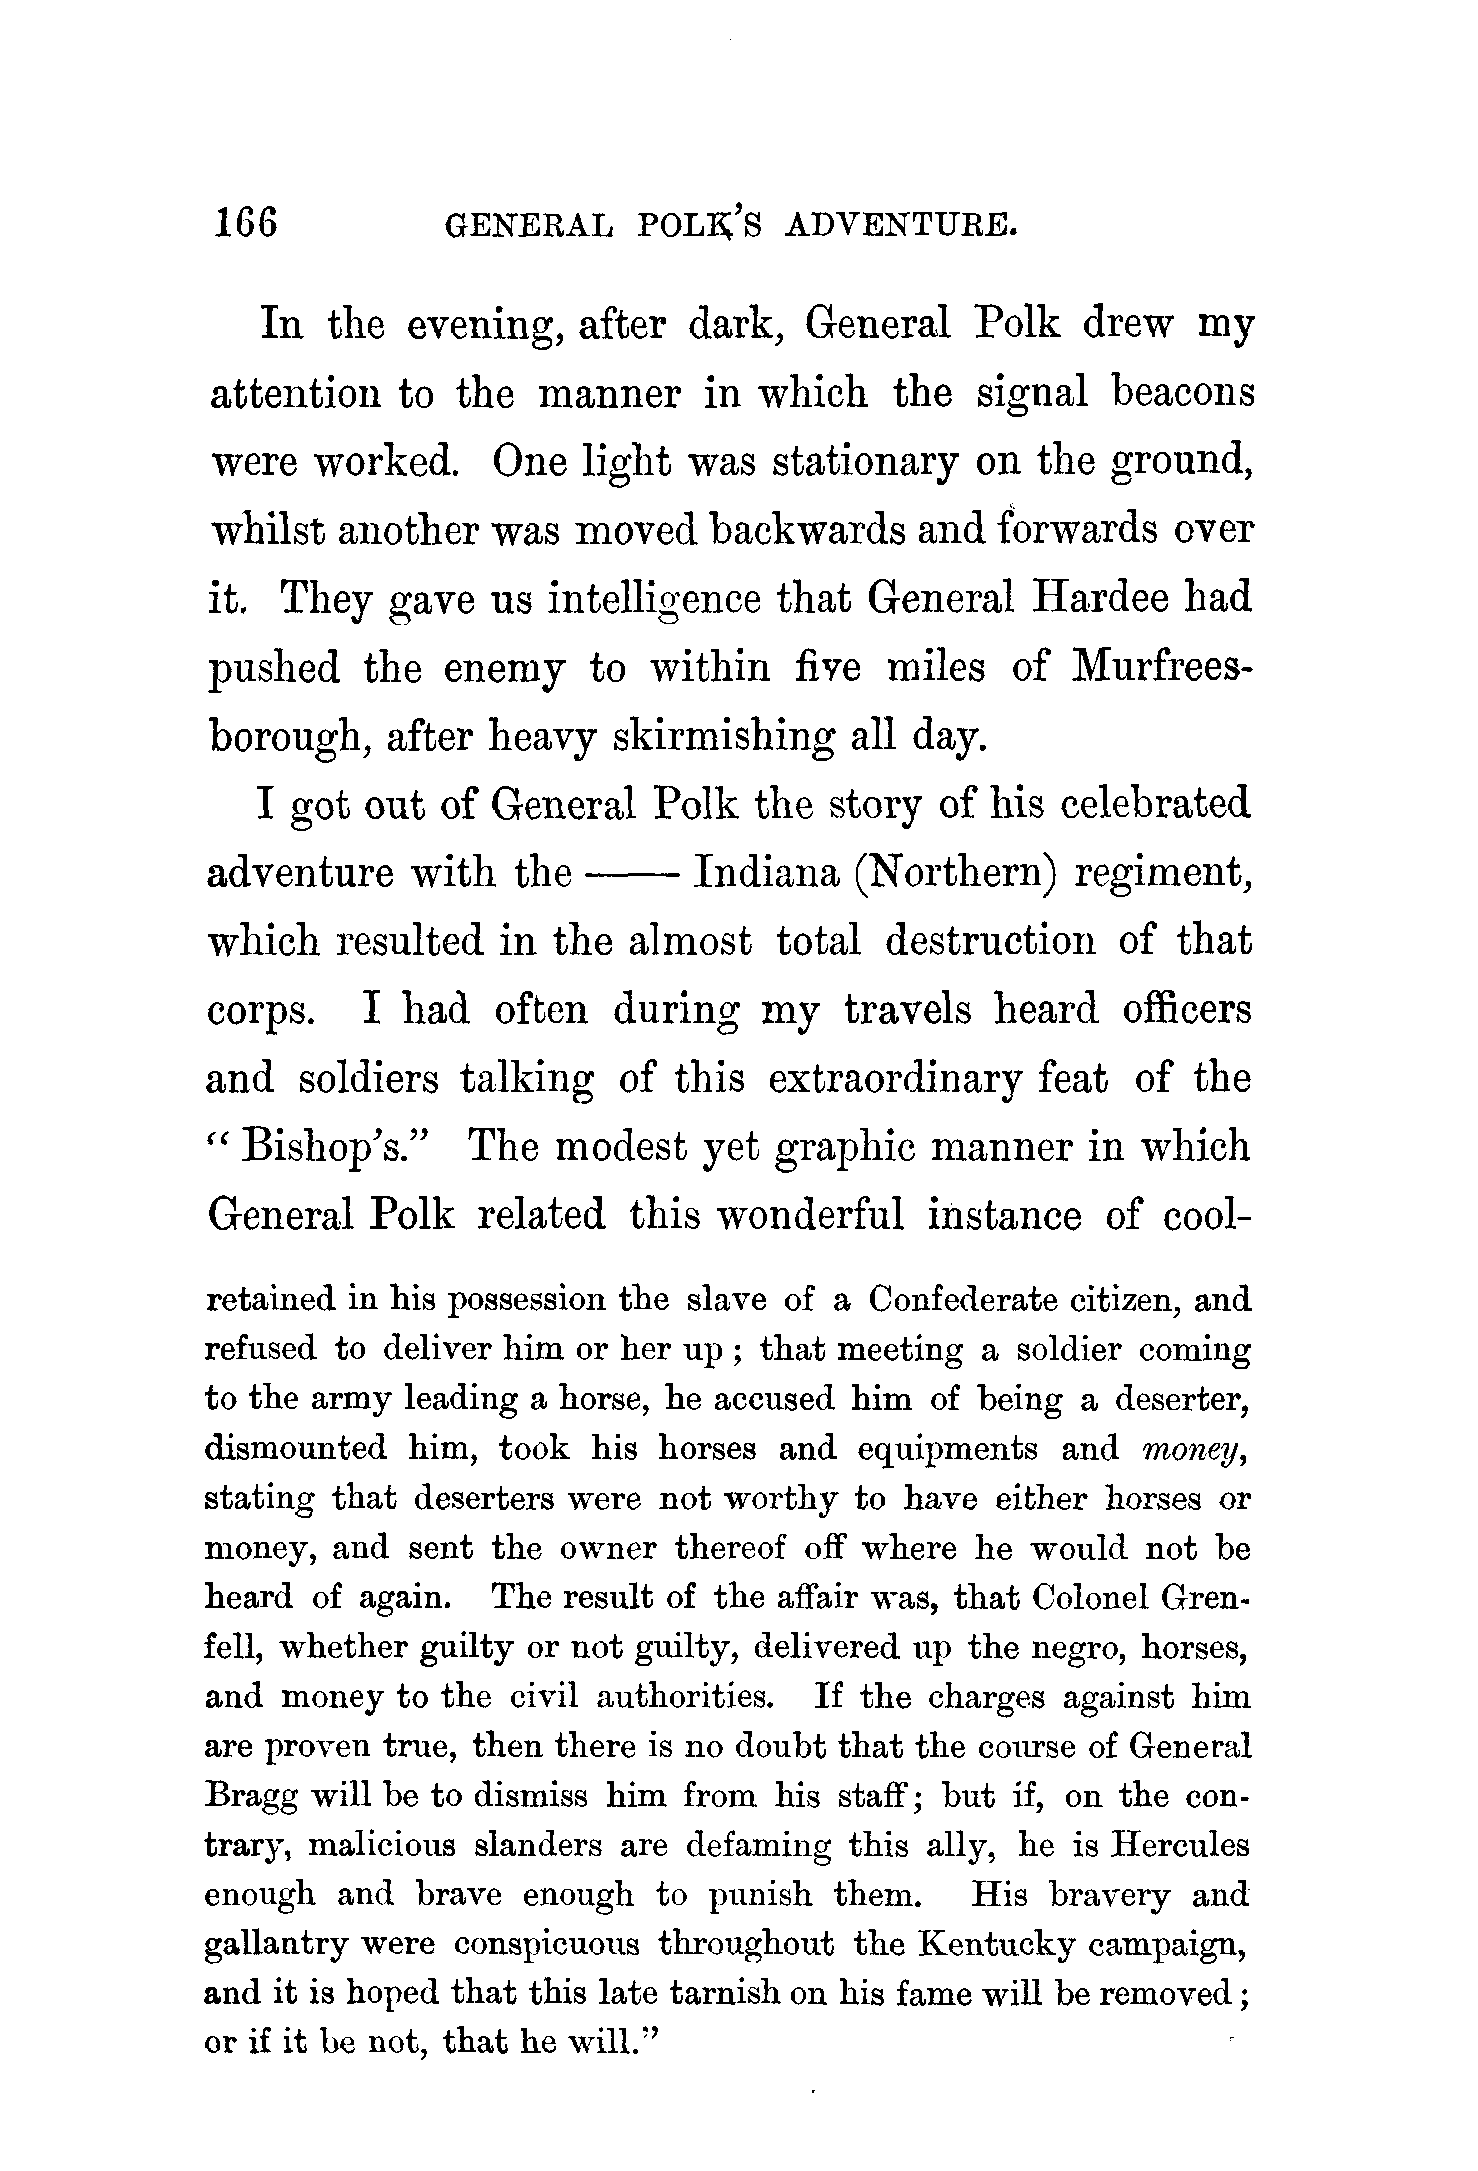 166 GENERAL POLK'S ADVENTURE.
In the evening, after dark, General Polk drew my
attention to the manner in which the signal beacons
were worked. One light was stationary on the ground,
whilst another was moved backwards and forwards over
it. They gave us intelligence that General Hardee had
pushed the enemy to within five miles of Murfrees-
borough, after heavy skirmishing all day.
I got out of General Polk the story of his celebrated
adventure with the —— Indiana (Northern) regiment,
which resulted in the almost total destruction of that
corps. I had often during my travels heard officers
and soldiers talking of this extraordinary feat of the
“Bishop's.” The modest yet graphic manner in which
General Polk related this wonderful instance of cool-
retained in his possession the slave of a Confederate citizen, and
refused to deliver him or her up; that meeting a soldier coming
to the army leading a horse, he accused him of being a deserter,
dismounted him, took his horses and equipments and money,
stating that deserters were not worthy to have either horses or
money, and sent the owner thereof off where he would not be
heard of again. The result of the affair was, that Colonel Gren-
fell, whether guilty or not guilty, delivered up the negro, horses,
and money to the civil authorities. If the charges against him
are proven true, then there is no doubt that the course of General
Bragg will be to dismiss him from his staff; but if, on the con-
trary, malicious slanders are defaming this ally, he is Hercules
enough and brave enough to punish them. His bravery and
gallantry were conspicuous throughout the Kentucky campaign,
and it is hoped that this late tarnish on his fame will be removed;
or if it be not, that he will.”